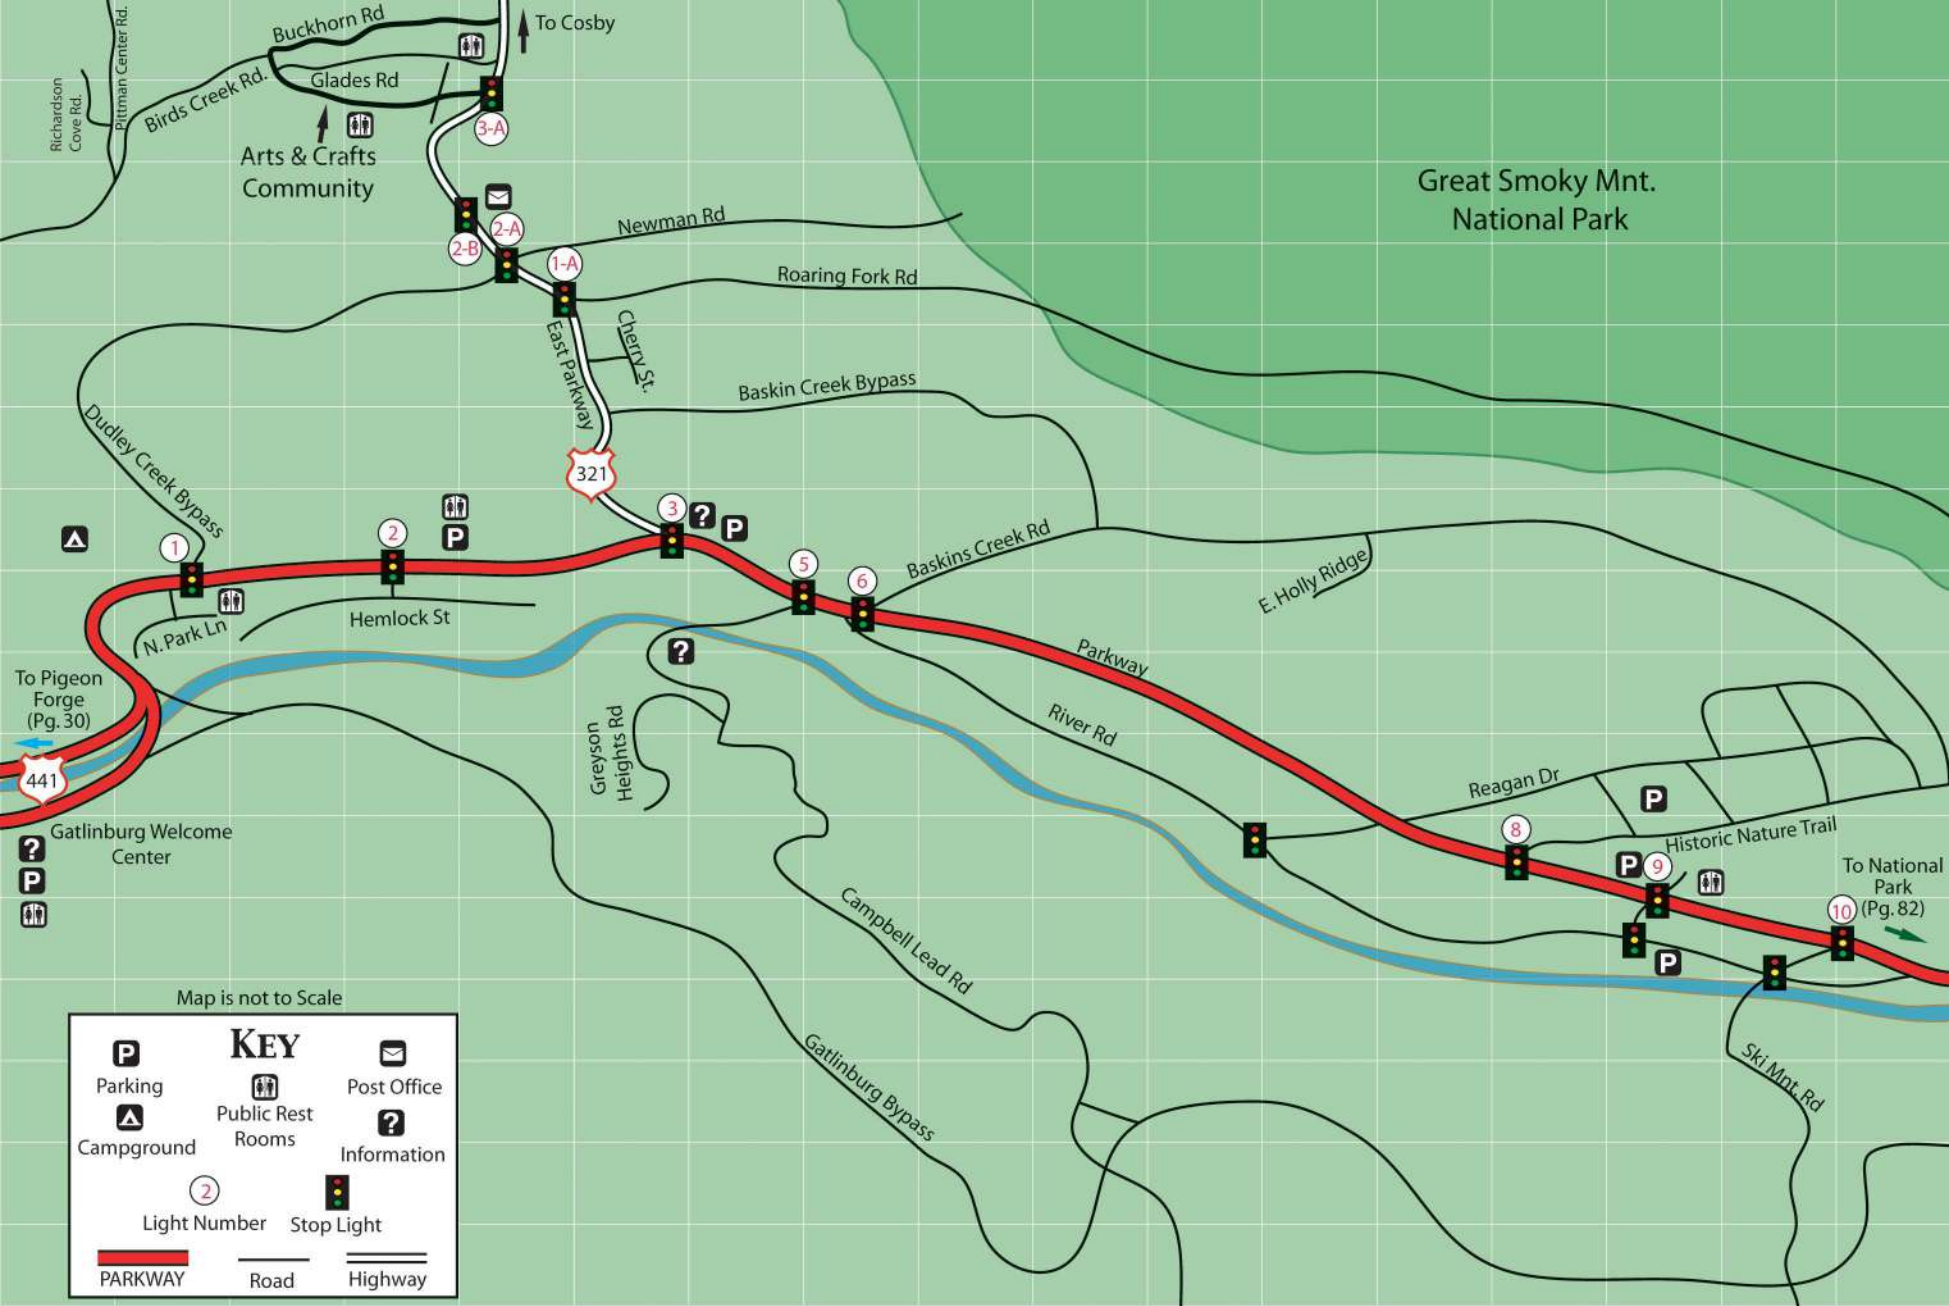 Buckhorn Rd
To Cosby
Pittman Center Rd.
Richardson
Cove Rd.
Birds Creek Rd.
Glades Rd
3-A
Arts & Crafts
Community
Great Smoky Mnt.
National Park
2-A
2-B
Newman Rd
1-A
Roaring Fork Rd
East Parkway
Cherry St.
Baskin Creek Bypass
Dudley Creek Bypass
321
1
2
P
3
?
P
5
6
Baskins Creek Rd
E. Holly Ridge
N. Park Ln
Hemlock St
?
Parkway
To Pigeon
Forge
(Pg. 30)
441
Greyson
Heights Rd
River Rd
Reagan Dr
P
Historic Nature Trail
8
P
9
To National
Park
(Pg. 82)
10
P
Gatlinburg Welcome
Center
?
P
Campbell Lead Rd
Gatlinburg Bypass
Ski Mnt. Rd
Map is not to Scale
KEY
P
Parking
Public Rest
Rooms
Post Office
Campground
?
Information
2
Light Number
Stop Light
PARKWAY
Road
Highway